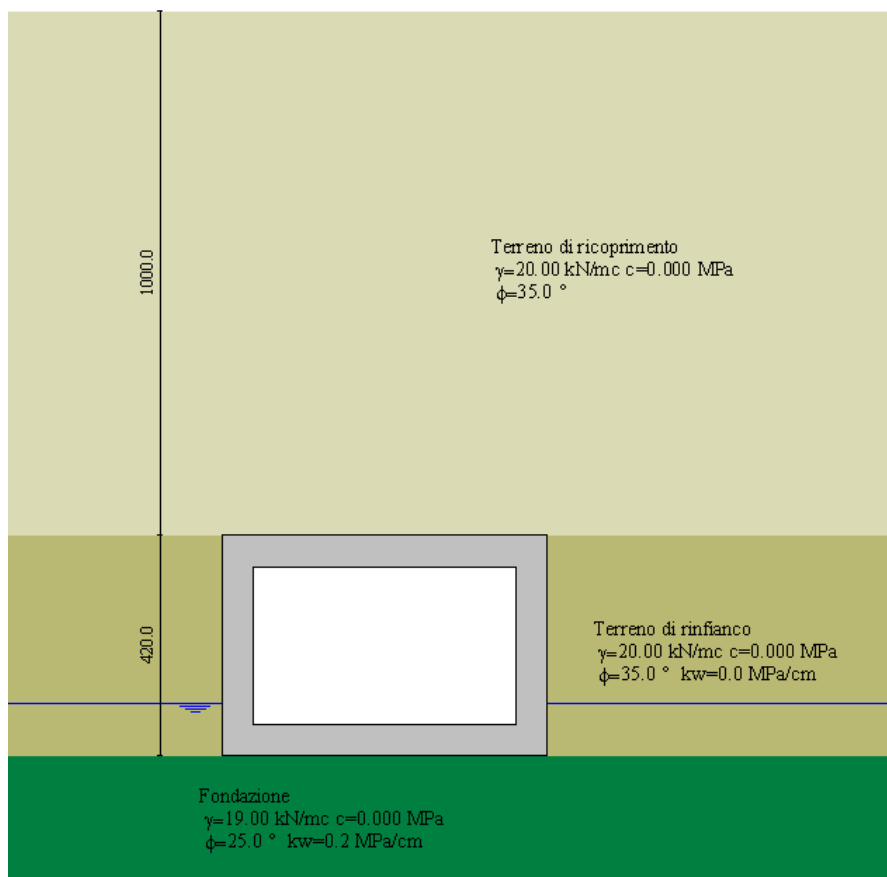 1000.0
Terreno di ricoprimento
γ=20.00 kN/mc c=0.000 MPa
ϕ=35.0 °
420.0
Terreno di rinfianco
γ=20.00 kN/mc c=0.000 MPa
ϕ=35.0 ° kw=0.0 MPa/cm
Fondazione
γ=19.00 kN/mc c=0.000 MPa
ϕ=25.0 ° kw=0.2 MPa/cm